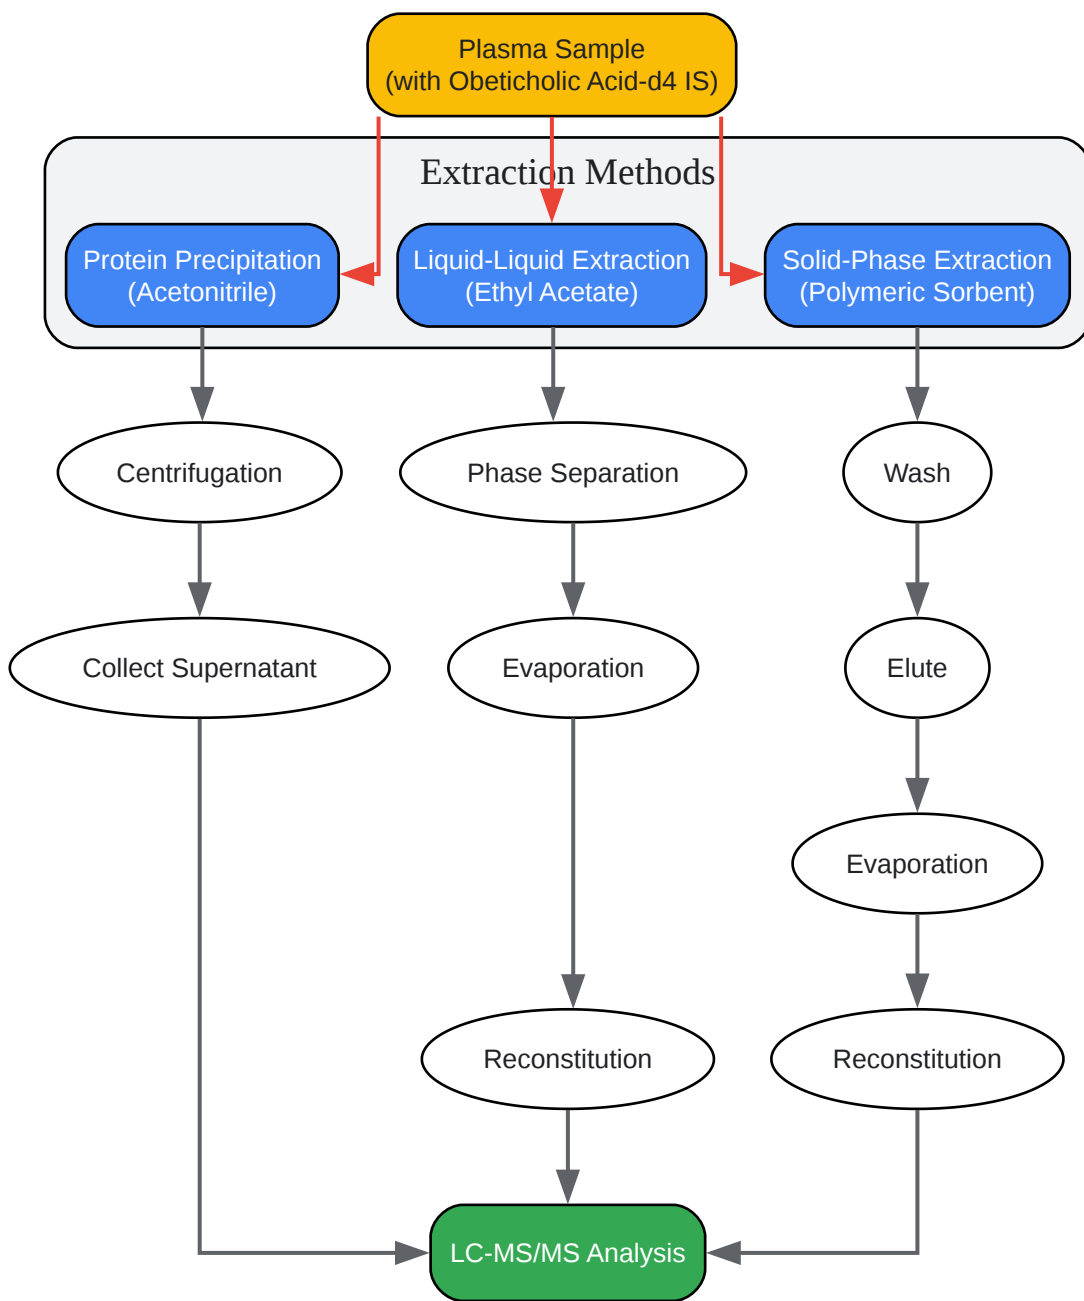 Plasma Sample
(with Obeticholic Acid-d4 IS)
Extraction Methods
Protein Precipitation
(Acetonitrile)
Liquid-Liquid Extraction
(Ethyl Acetate)
Solid-Phase Extraction
(Polymeric Sorbent)
Centrifugation
Phase Separation
Wash
Collect Supernatant
Evaporation
Elute
Evaporation
Reconstitution
Reconstitution
LC-MS/MS Analysis